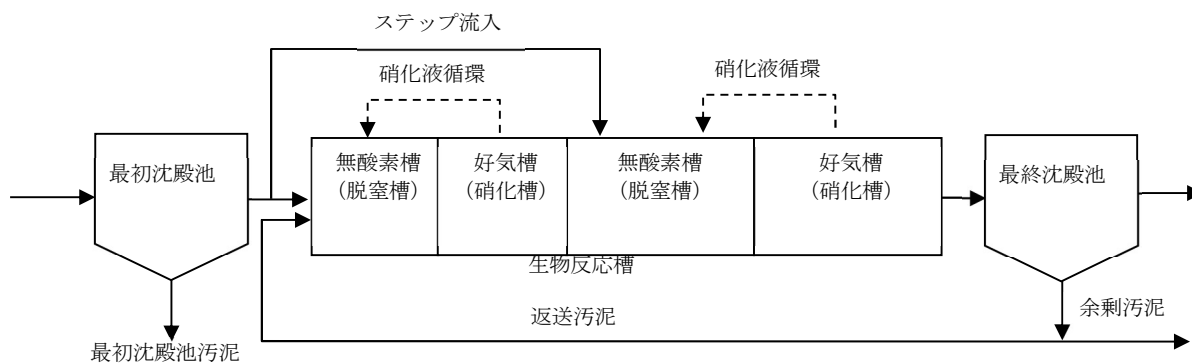 ステップ流入
硝化液循環
硝化液循環
最初沈殿池
無酸素槽
(脱窒槽)
好気槽
(硝化槽)
無酸素槽
(脱窒槽)
好気槽
(硝化槽)
最終沈殿池
生物反応槽
返送汚泥
余剰汚泥
最初沈殿池汚泥